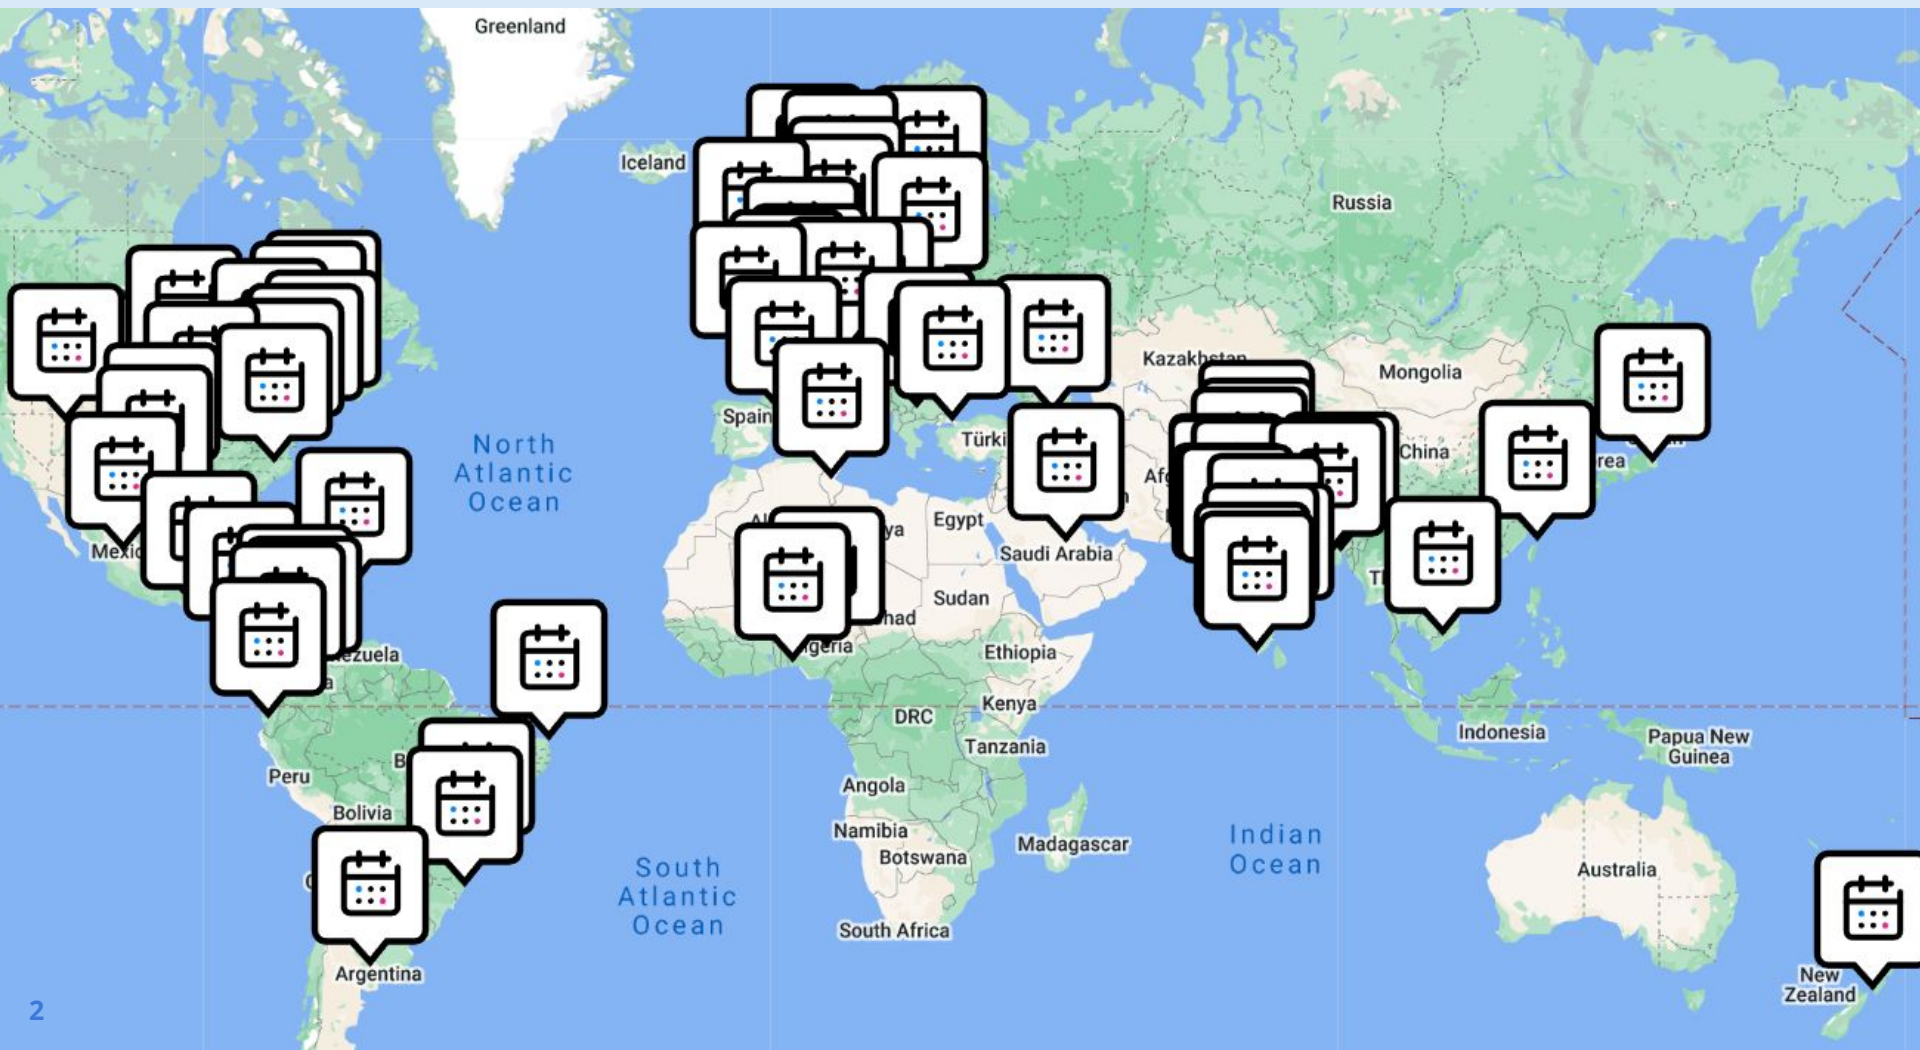 Greenland
Iceland
Russia
Kazakhstan
Mongolia
Spain
North
Atlantic
Ocean
China
Egypt
Saudi Arabia
Sudan
Ethiopia
Kenya
DRC
Tanzania
Indonesia
Papua New
Guinea
Peru
Angola
Bolivia
Namibia
Botswana
Madagascar
Indian
Ocean
South
Atlantic
Ocean
Australia
South Africa
Argentina
New
Zealand
2